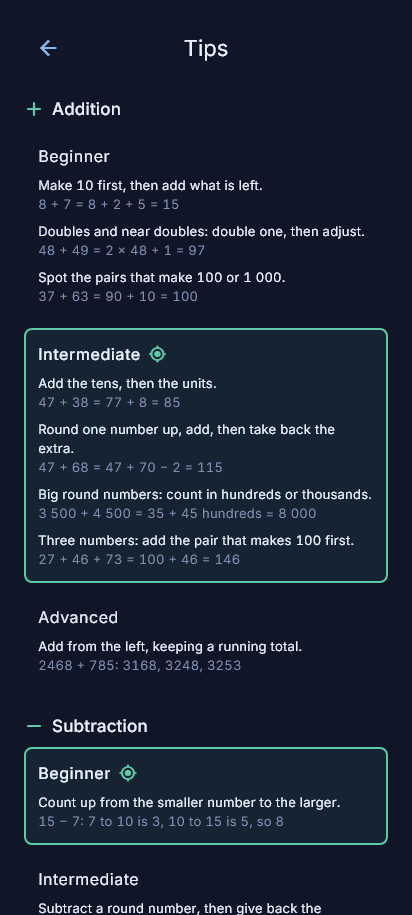 Tips
Addition
Beginner
Make 10 first, then add what is left.
8 + 7 = 8 + 2 + 5 = 15
Doubles and near doubles: double one, then adjust.
48 + 49 = 2 × 48 + 1 = 97
Spot the pairs that make 100 or 1 000.
37 + 63 = 90 + 10 = 100
Intermediate
Add the tens, then the units.
47 + 38 = 77 + 8 = 85
Round one number up, add, then take back the
extra.
47 + 68 = 47 + 70 − 2 = 115
Big round numbers: count in hundreds or thousands.
3 500 + 4 500 = 35 + 45 hundreds = 8 000
Three numbers: add the pair that makes 100 first.
27 + 46 + 73 = 100 + 46 = 146
Advanced
Add from the left, keeping a running total.
2468 + 785: 3168, 3248, 3253
Subtraction
Beginner
Count up from the smaller number to the larger.
15 − 7: 7 to 10 is 3, 10 to 15 is 5, so 8
Intermediate
Subtract a round number, then give back the